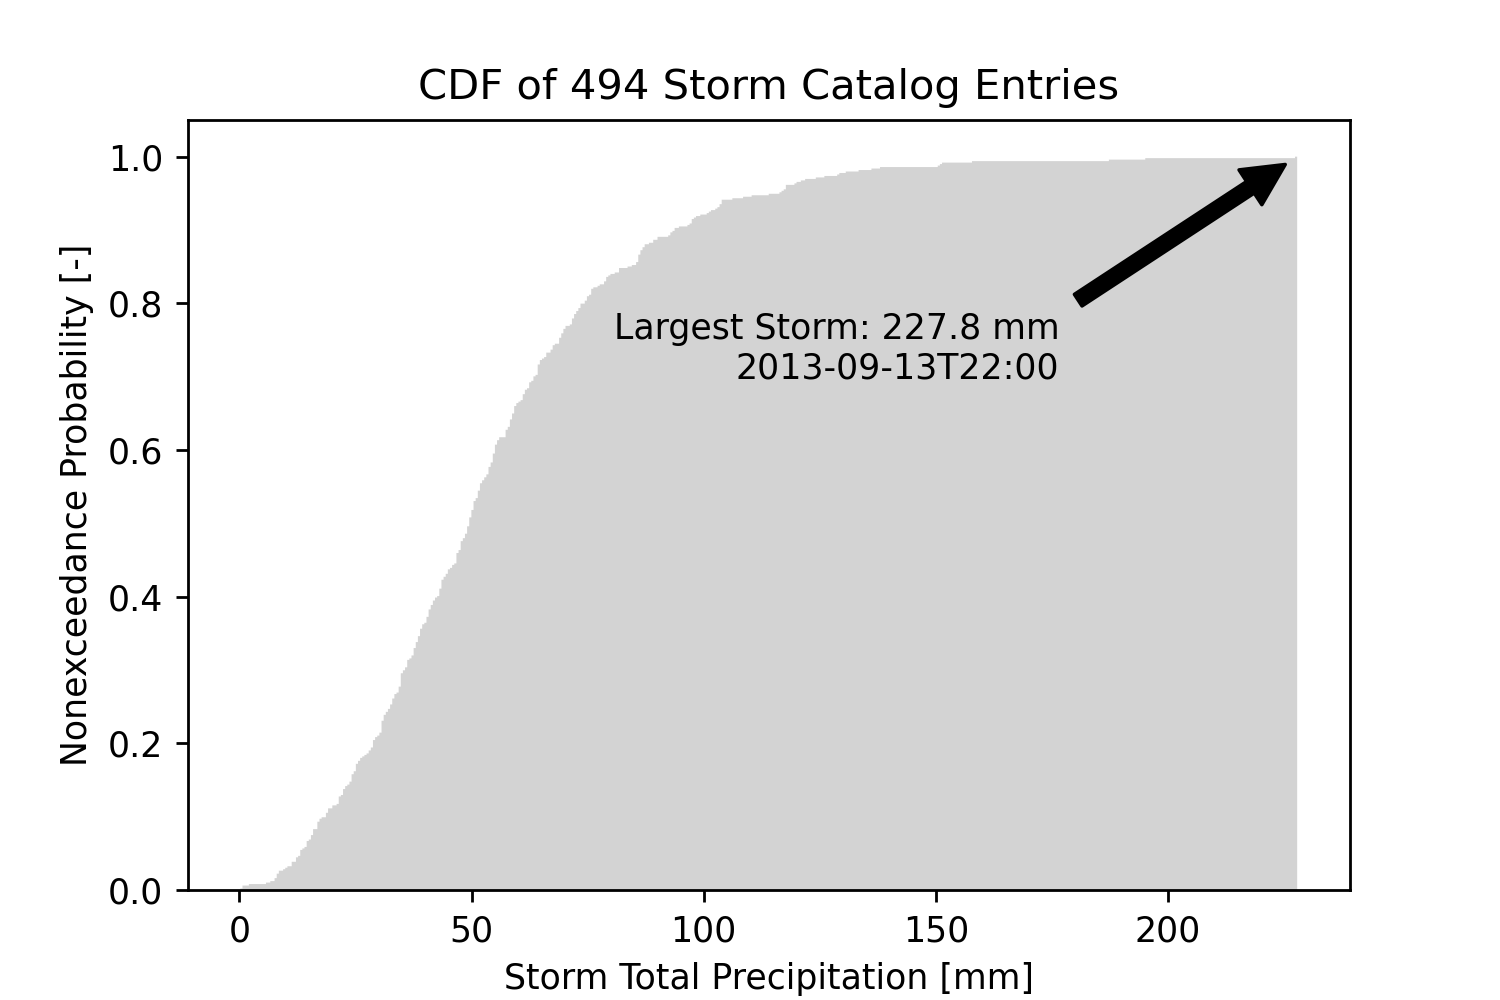 CDF of 494 Storm Catalog Entries
1.0
0.8
0.6
0.4
0.2
0.0
Nonexceedance Probability [-]
Largest Storm: 227.8 mm
2013-09-13T22:00
0 50 100 150 200
Storm Total Precipitation [mm]